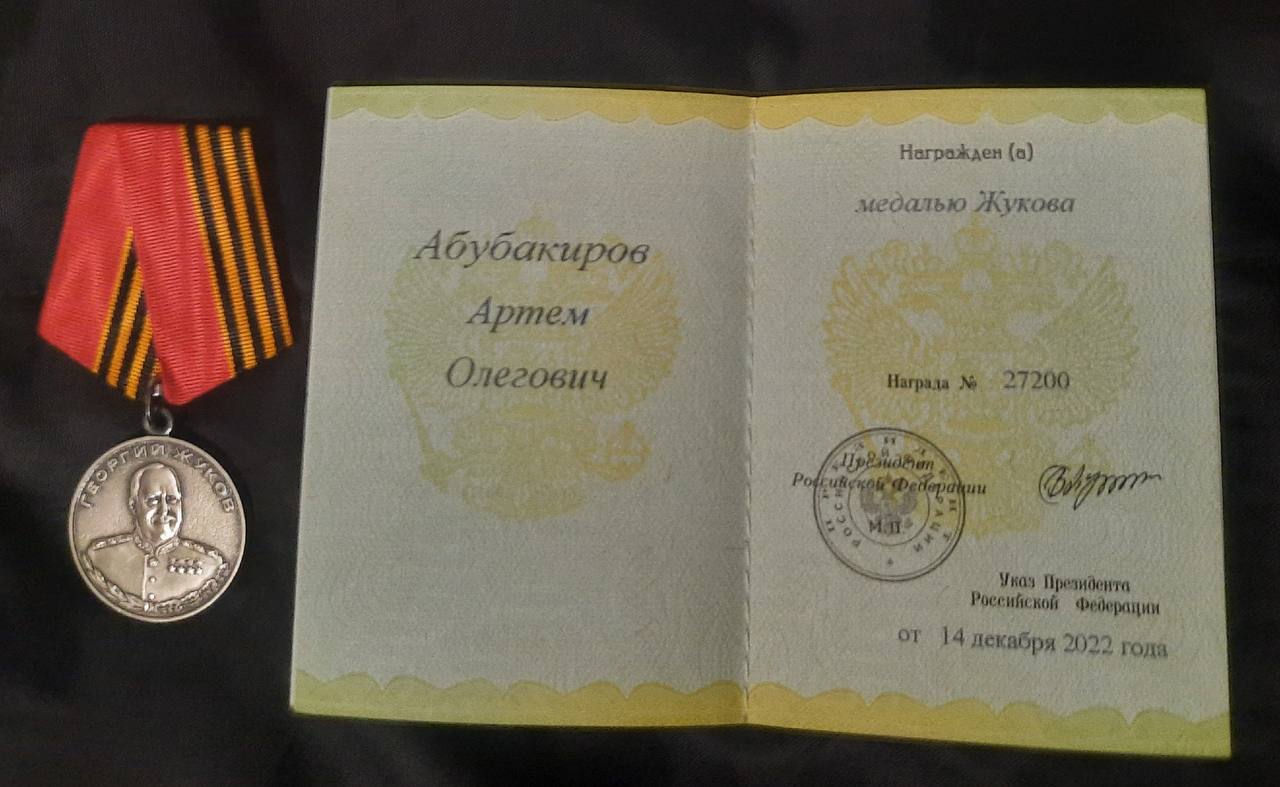 ГЕОРГИЙ ЖУКОВ
Абубакиров
Артем
Олегович
Награжден (а)
медалью Жукова
Награда № 27200
Президент
Российской Федерации
М.П.
Указ Президента
Российской Федерации
от 14 декабря 2022 года